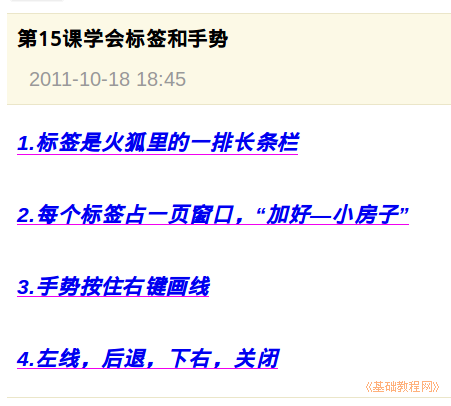 第15课学会标签和手势
2011-10-18 18:45
1.标签是火狐里的一排长条栏
2.每个标签占一页窗口，“加好—小房子”
3.手势按住右键画线
4.左线，后退，下右，关闭
《基础教程网》